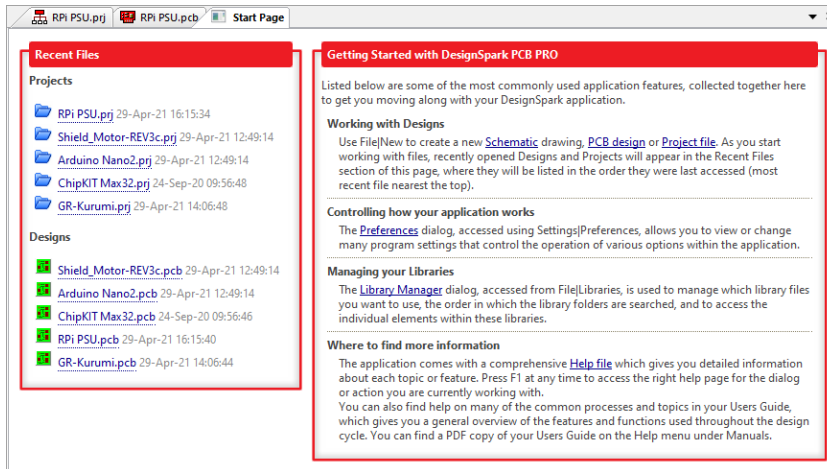 RPi PSU.prj
RPi PSU.pcb
Start Page
Recent Files
Projects
RPi PSU.prj 29-Apr-21 16:15:34
Shield_Motor-REV3c.prj 29-Apr-21 12:49:14
Arduino Nano2.prj 29-Apr-21 12:49:14
ChipKIT Max32.prj 24-Sep-20 09:56:48
GR-Kurumi.prj 29-Apr-21 14:06:48
Designs
Shield_Motor-REV3c.pcb 29-Apr-21 12:49:14
Arduino Nano2.pcb 29-Apr-21 12:49:14
ChipKIT Max32.pcb 24-Sep-20 09:56:46
RPi PSU.pcb 29-Apr-21 16:15:40
GR-Kurumi.pcb 29-Apr-21 14:06:44
Getting Started with DesignSpark PCB PRO
Listed below are some of the most commonly used application features, collected together here
to get you moving along with your DesignSpark application.
Working with Designs
Use File|New to create a new Schematic drawing, PCB design or Project file. As you start
working with files, recently opened Designs and Projects will appear in the Recent Files
section of this page, where they will be listed in the order they were last accessed (most
recent file nearest the top).
Controlling how your application works
The Preferences dialog, accessed using Settings|Preferences, allows you to view or change
many program settings that control the operation of various options within the application.
Managing your Libraries
The Library Manager dialog, accessed from File|Libraries, is used to manage which library files
you want to use, the order in which the library folders are searched, and to access the
individual elements within these libraries.
Where to find more information
The application comes with a comprehensive Help file which gives you detailed information
about each topic or feature. Press F1 at any time to access the right help page for the dialog
or action you are currently working with.
You can also find help on many of the common processes and topics in your Users Guide,
which gives you a general overview of the features and functions used throughout the design
cycle. You can find a PDF copy of your Users Guide on the Help menu under Manuals.